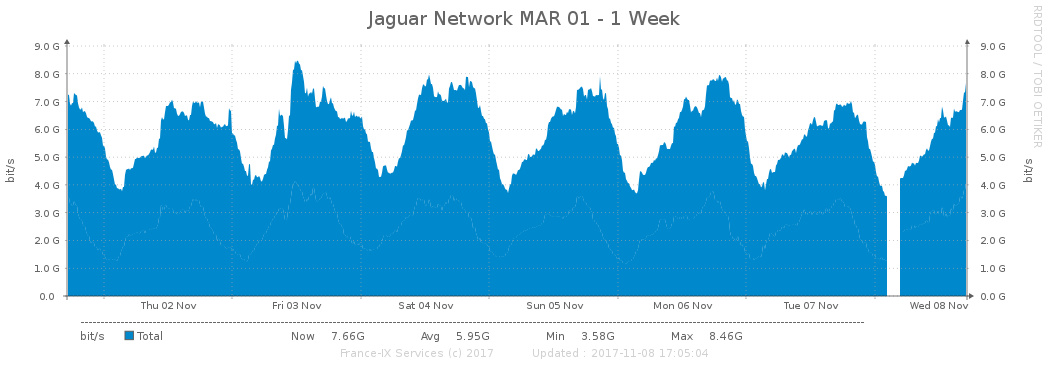 Jaguar Network MAR 01 - 1 Week
RRDTOOL / TOBI OETIKER
bit/s
9.0 G 9.0 G
8.0 G 8.0 G
7.0 G 7.0 G
6.0 G 6.0 G
5.0 G 5.0 G
4.0 G 4.0 G
3.0 G 3.0 G
2.0 G 2.0 G
1.0 G 1.0 G
0.0 0.0 G
bit/s
Thu 02 Nov Fri 03 Nov Sat 04 Nov Sun 05 Nov Mon 06 Nov Tue 07 Nov Wed 08 Nov
bit/s Total Now 7.66G Avg 5.95G Min 3.58G Max 8.46G
France-IX Services (c) 2017 Updated : 2017-11-08 17:05:04